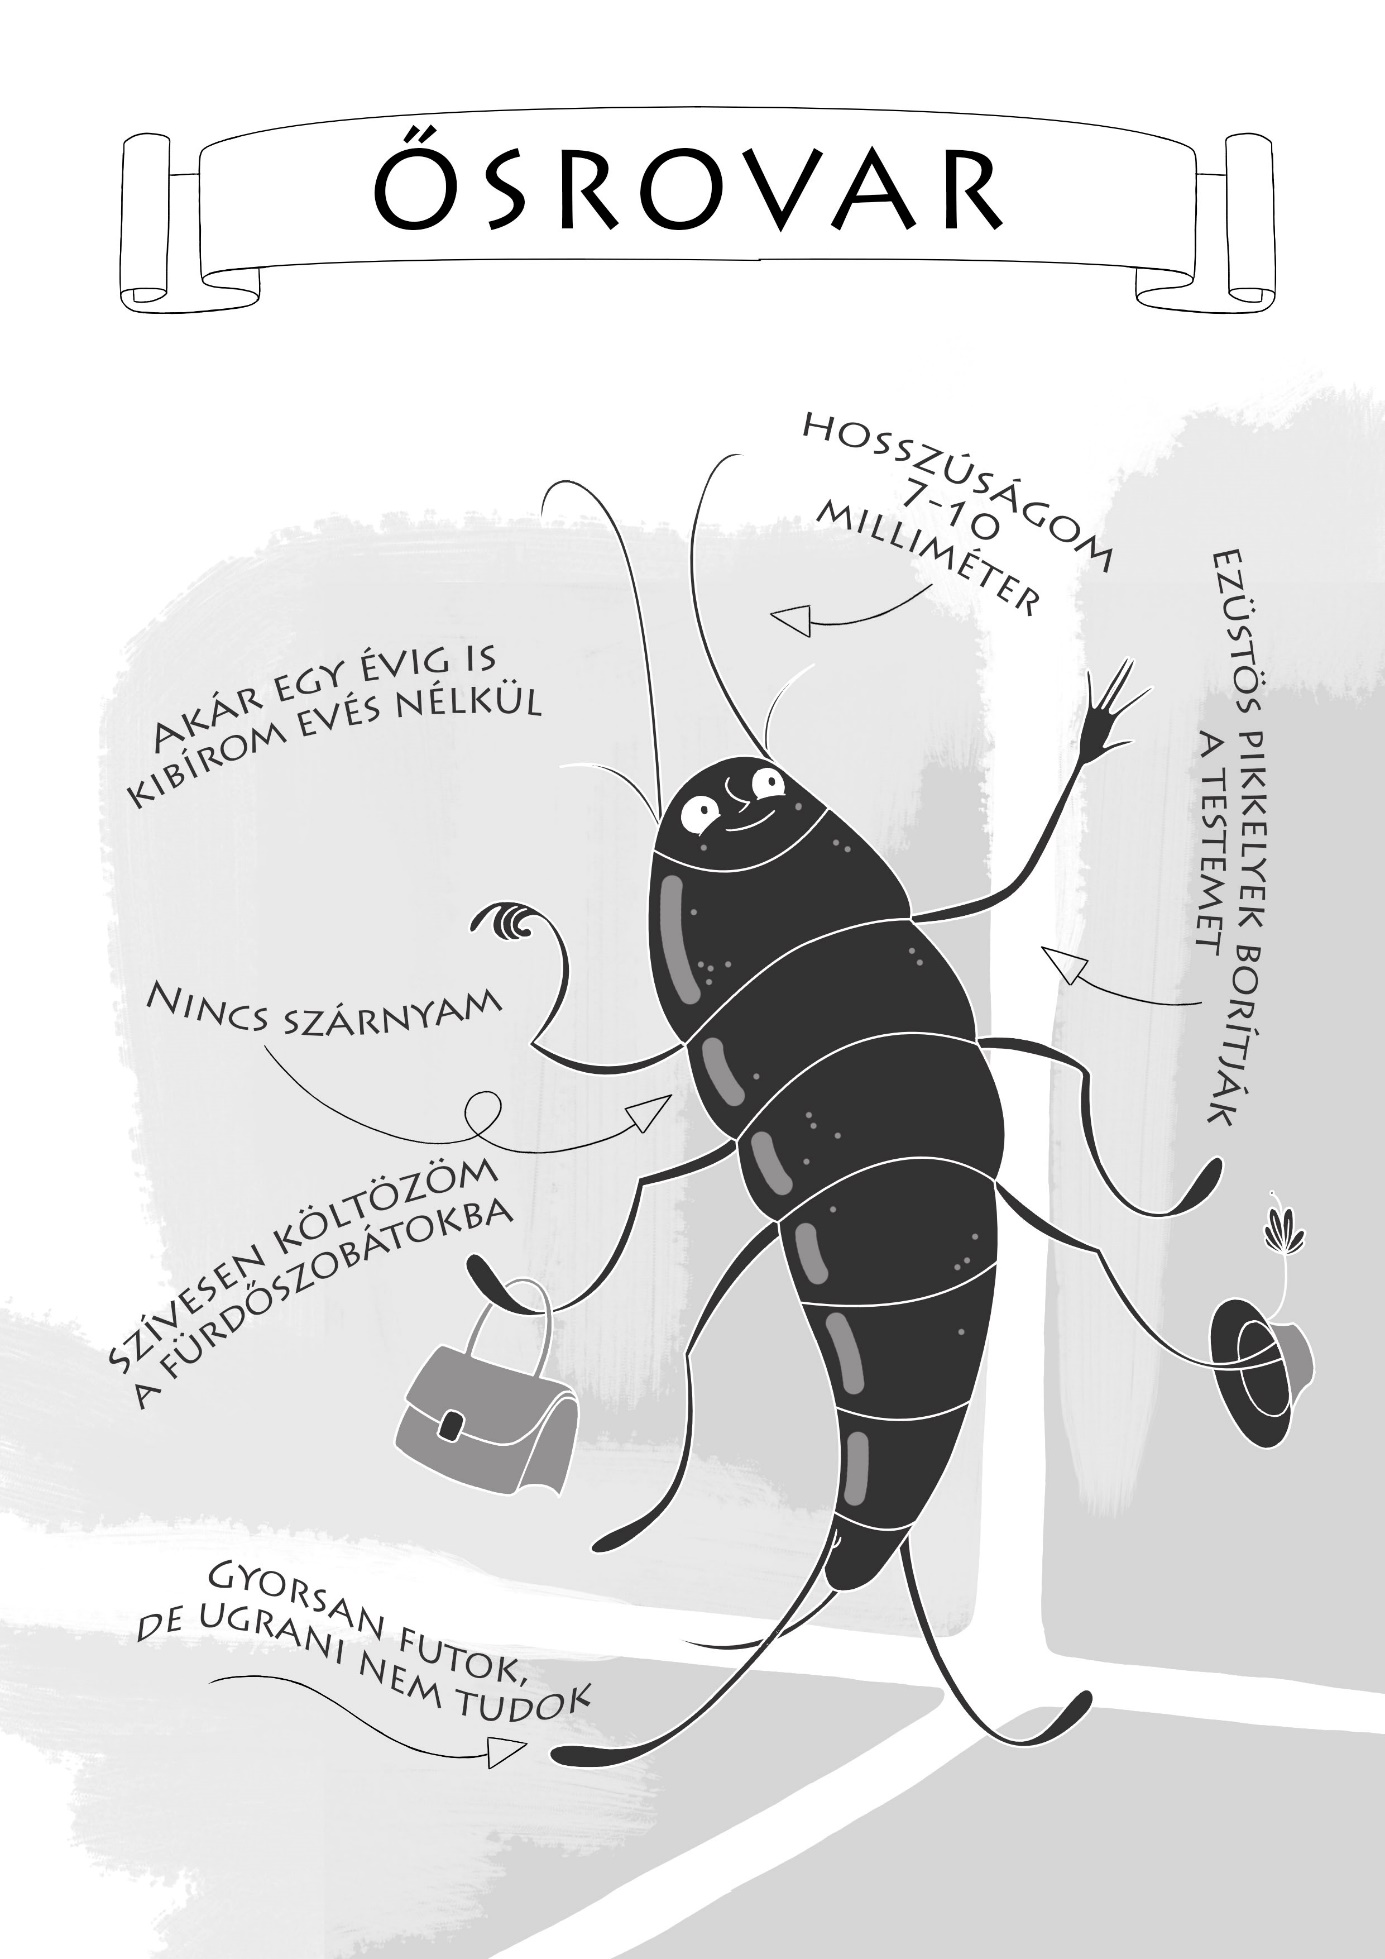 ŐSROVAR
HOSSZÚSÁGOM
7-10
MILLIMÉTER
EZÜSTÖS PIKKELYEK BORÍTJÁK
A TESTEMET
AKÁR EGY ÉVIG IS
KIBÍROM EVÉS NÉLKÜL
NINCS SZÁRNYAM
SZÍVESEN KÖLTÖZÖM
A FÜRDŐSZOBÁTOKBA
GYORSAN FUTOK,
DE UGRANI NEM TUDOK